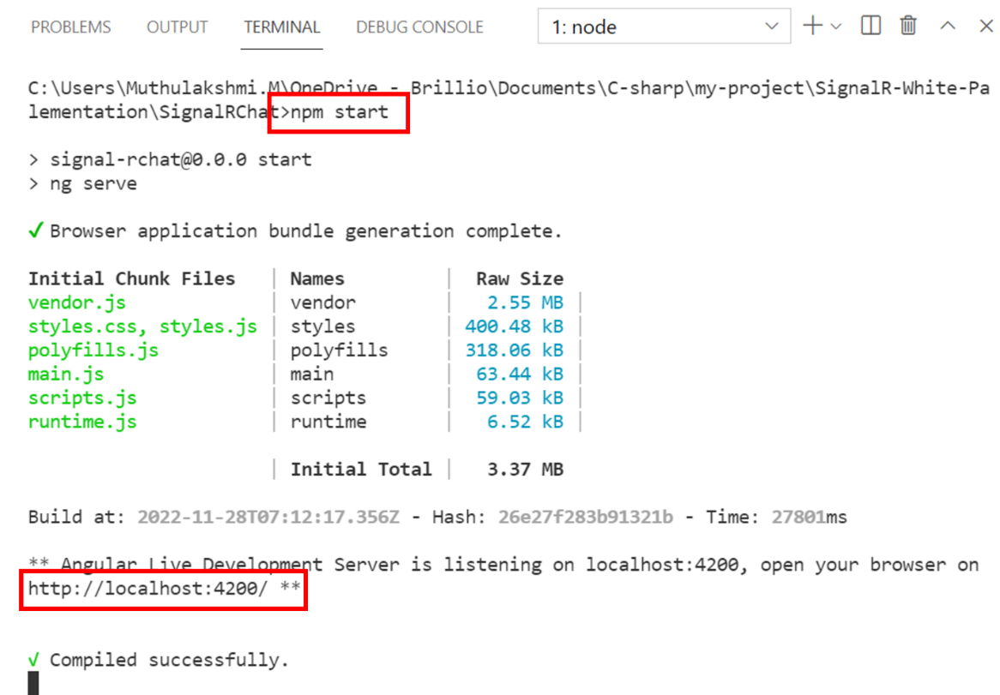 PROBLEMS OUTPUT TERMINAL DEBUG CONSOLE 1: node
C:\Users\Muthulakshmi.M\OneDrive - Brillio\Documents\C-sharp\my-project\SignalR-White-Pa
lementation\SignalRChat>npm start
> signal-rchat@0.0.0 start
> ng serve
✓ Browser application bundle generation complete.
Initial Chunk Files | Names | Raw Size
vendor.js | vendor | 2.55 MB |
styles.css, styles.js | styles | 400.48 kB |
polyfills.js | polyfills | 318.06 kB |
main.js | main | 63.44 kB |
scripts.js | scripts | 59.03 kB |
runtime.js | runtime | 6.52 kB |
| Initial Total | 3.37 MB
Build at: 2022-11-28T07:12:17.356Z - Hash: 26e27f283b91321b - Time: 27801ms
** Angular Live Development Server is listening on localhost:4200, open your browser on
http://localhost:4200/ **
√ Compiled successfully.